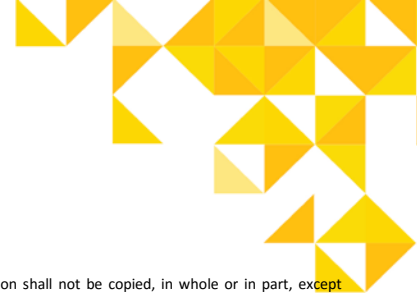 on shall not be copied, in whole or in part, except